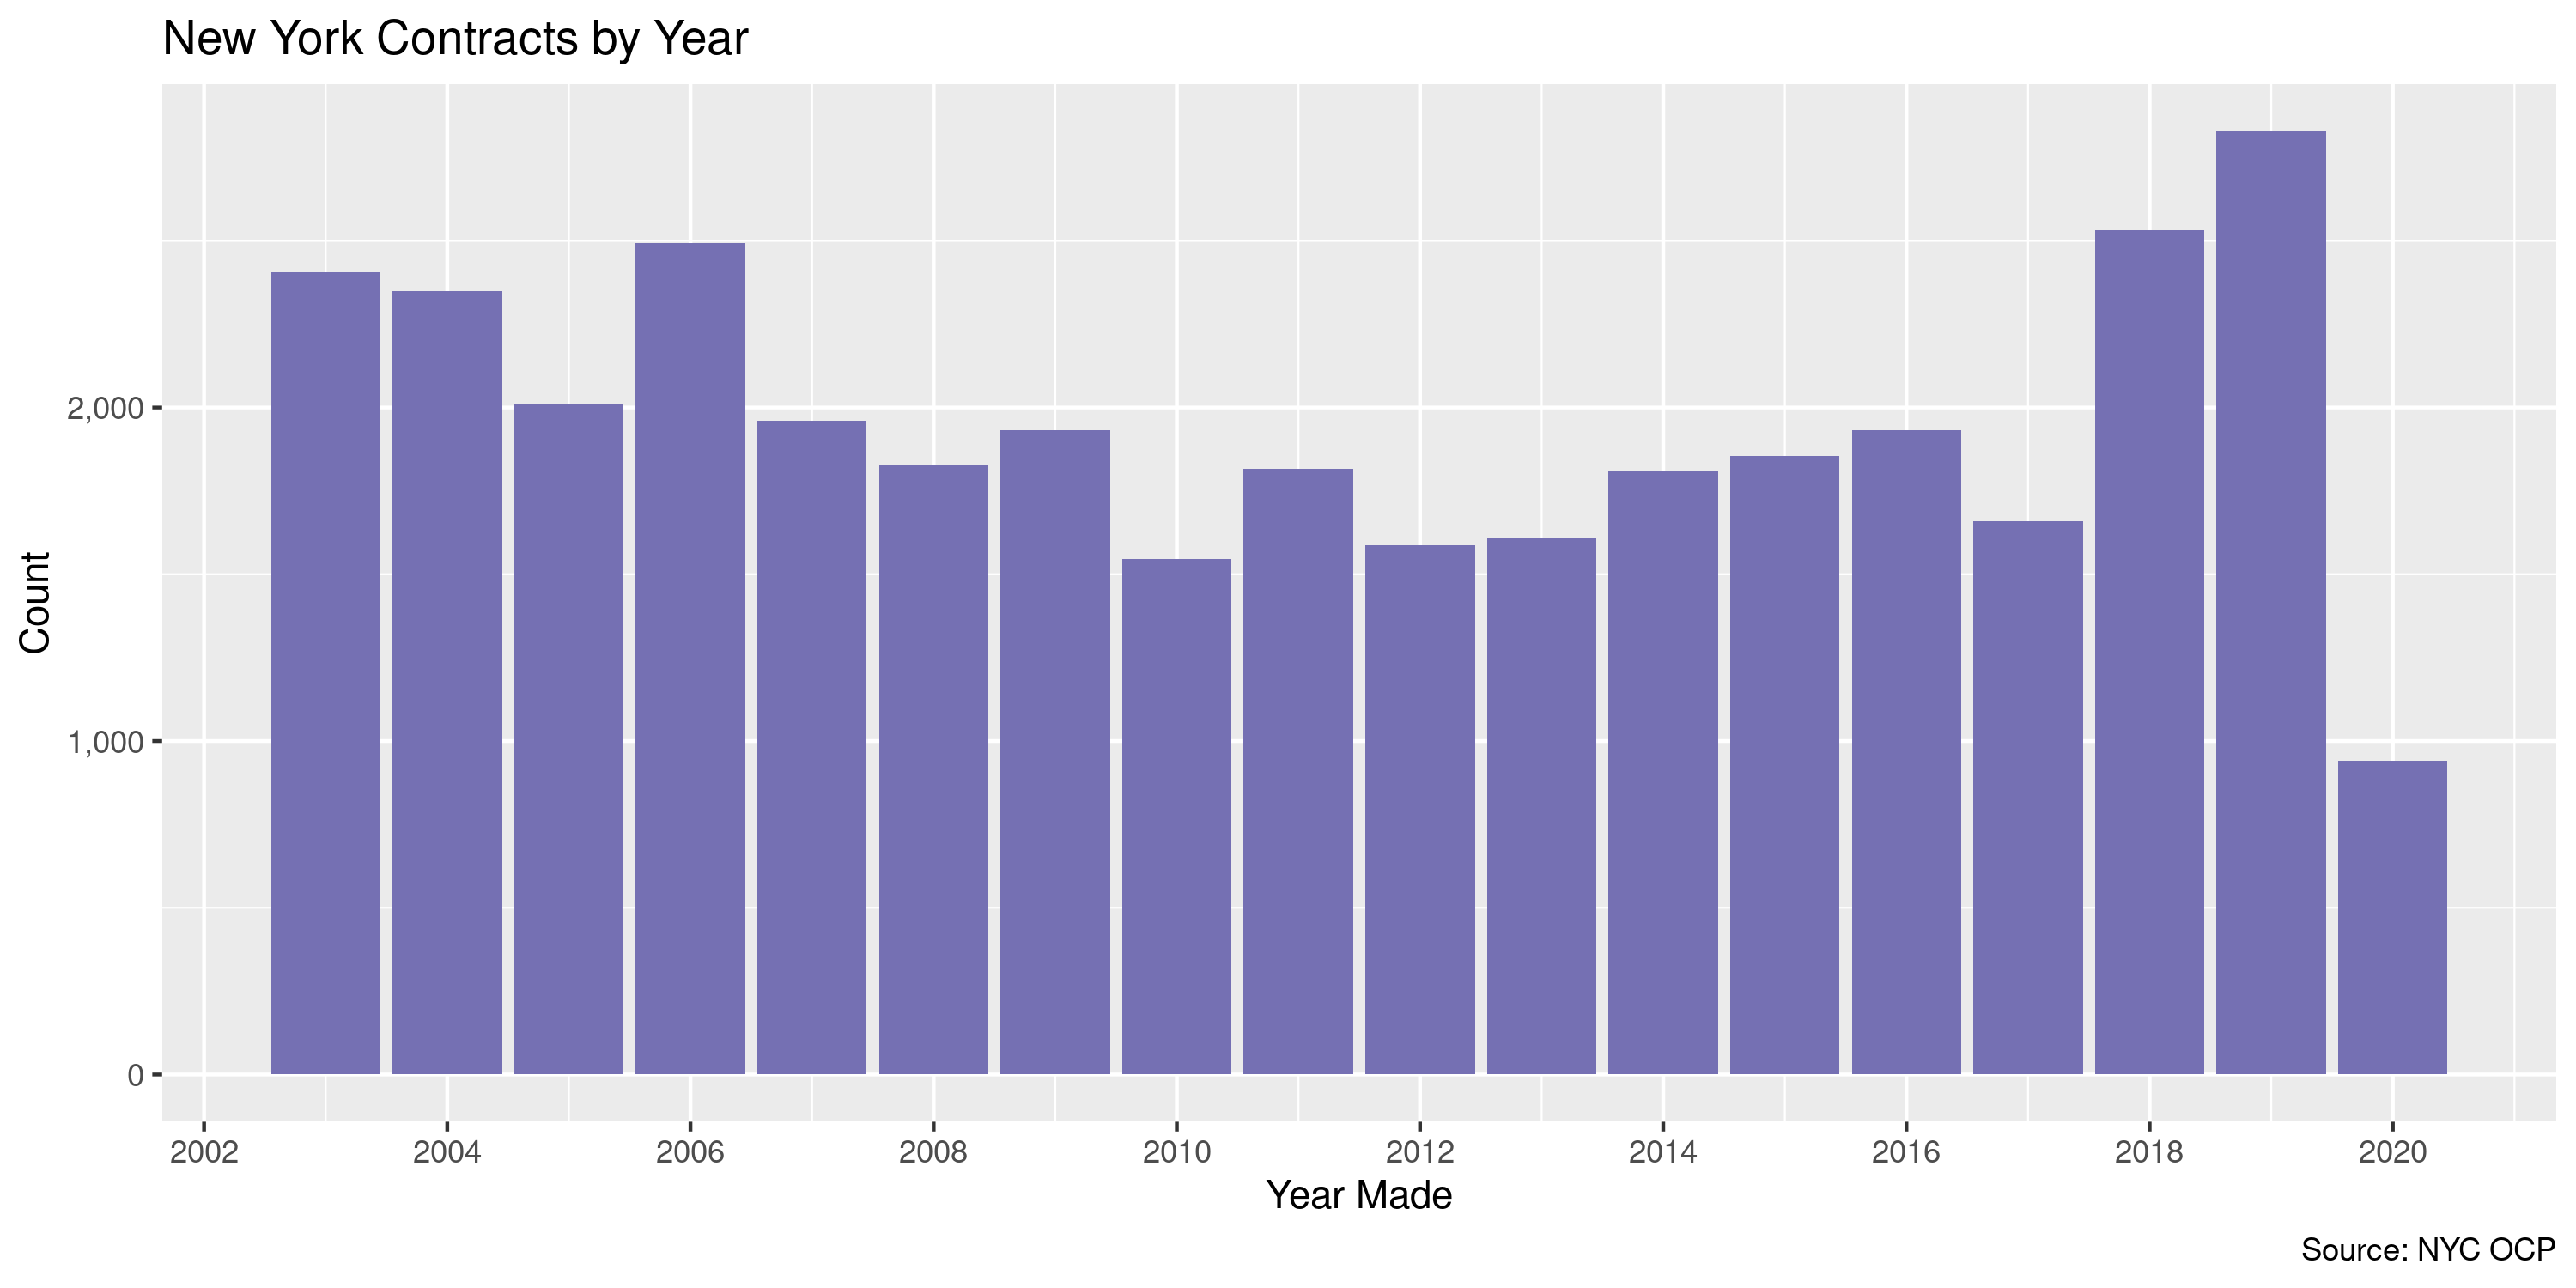 New York Contracts by Year
Count
2,000
1,000
0
2002 2004 2006 2008 2010 2012 2014 2016 2018 2020
Year Made
Source: NYC OCP